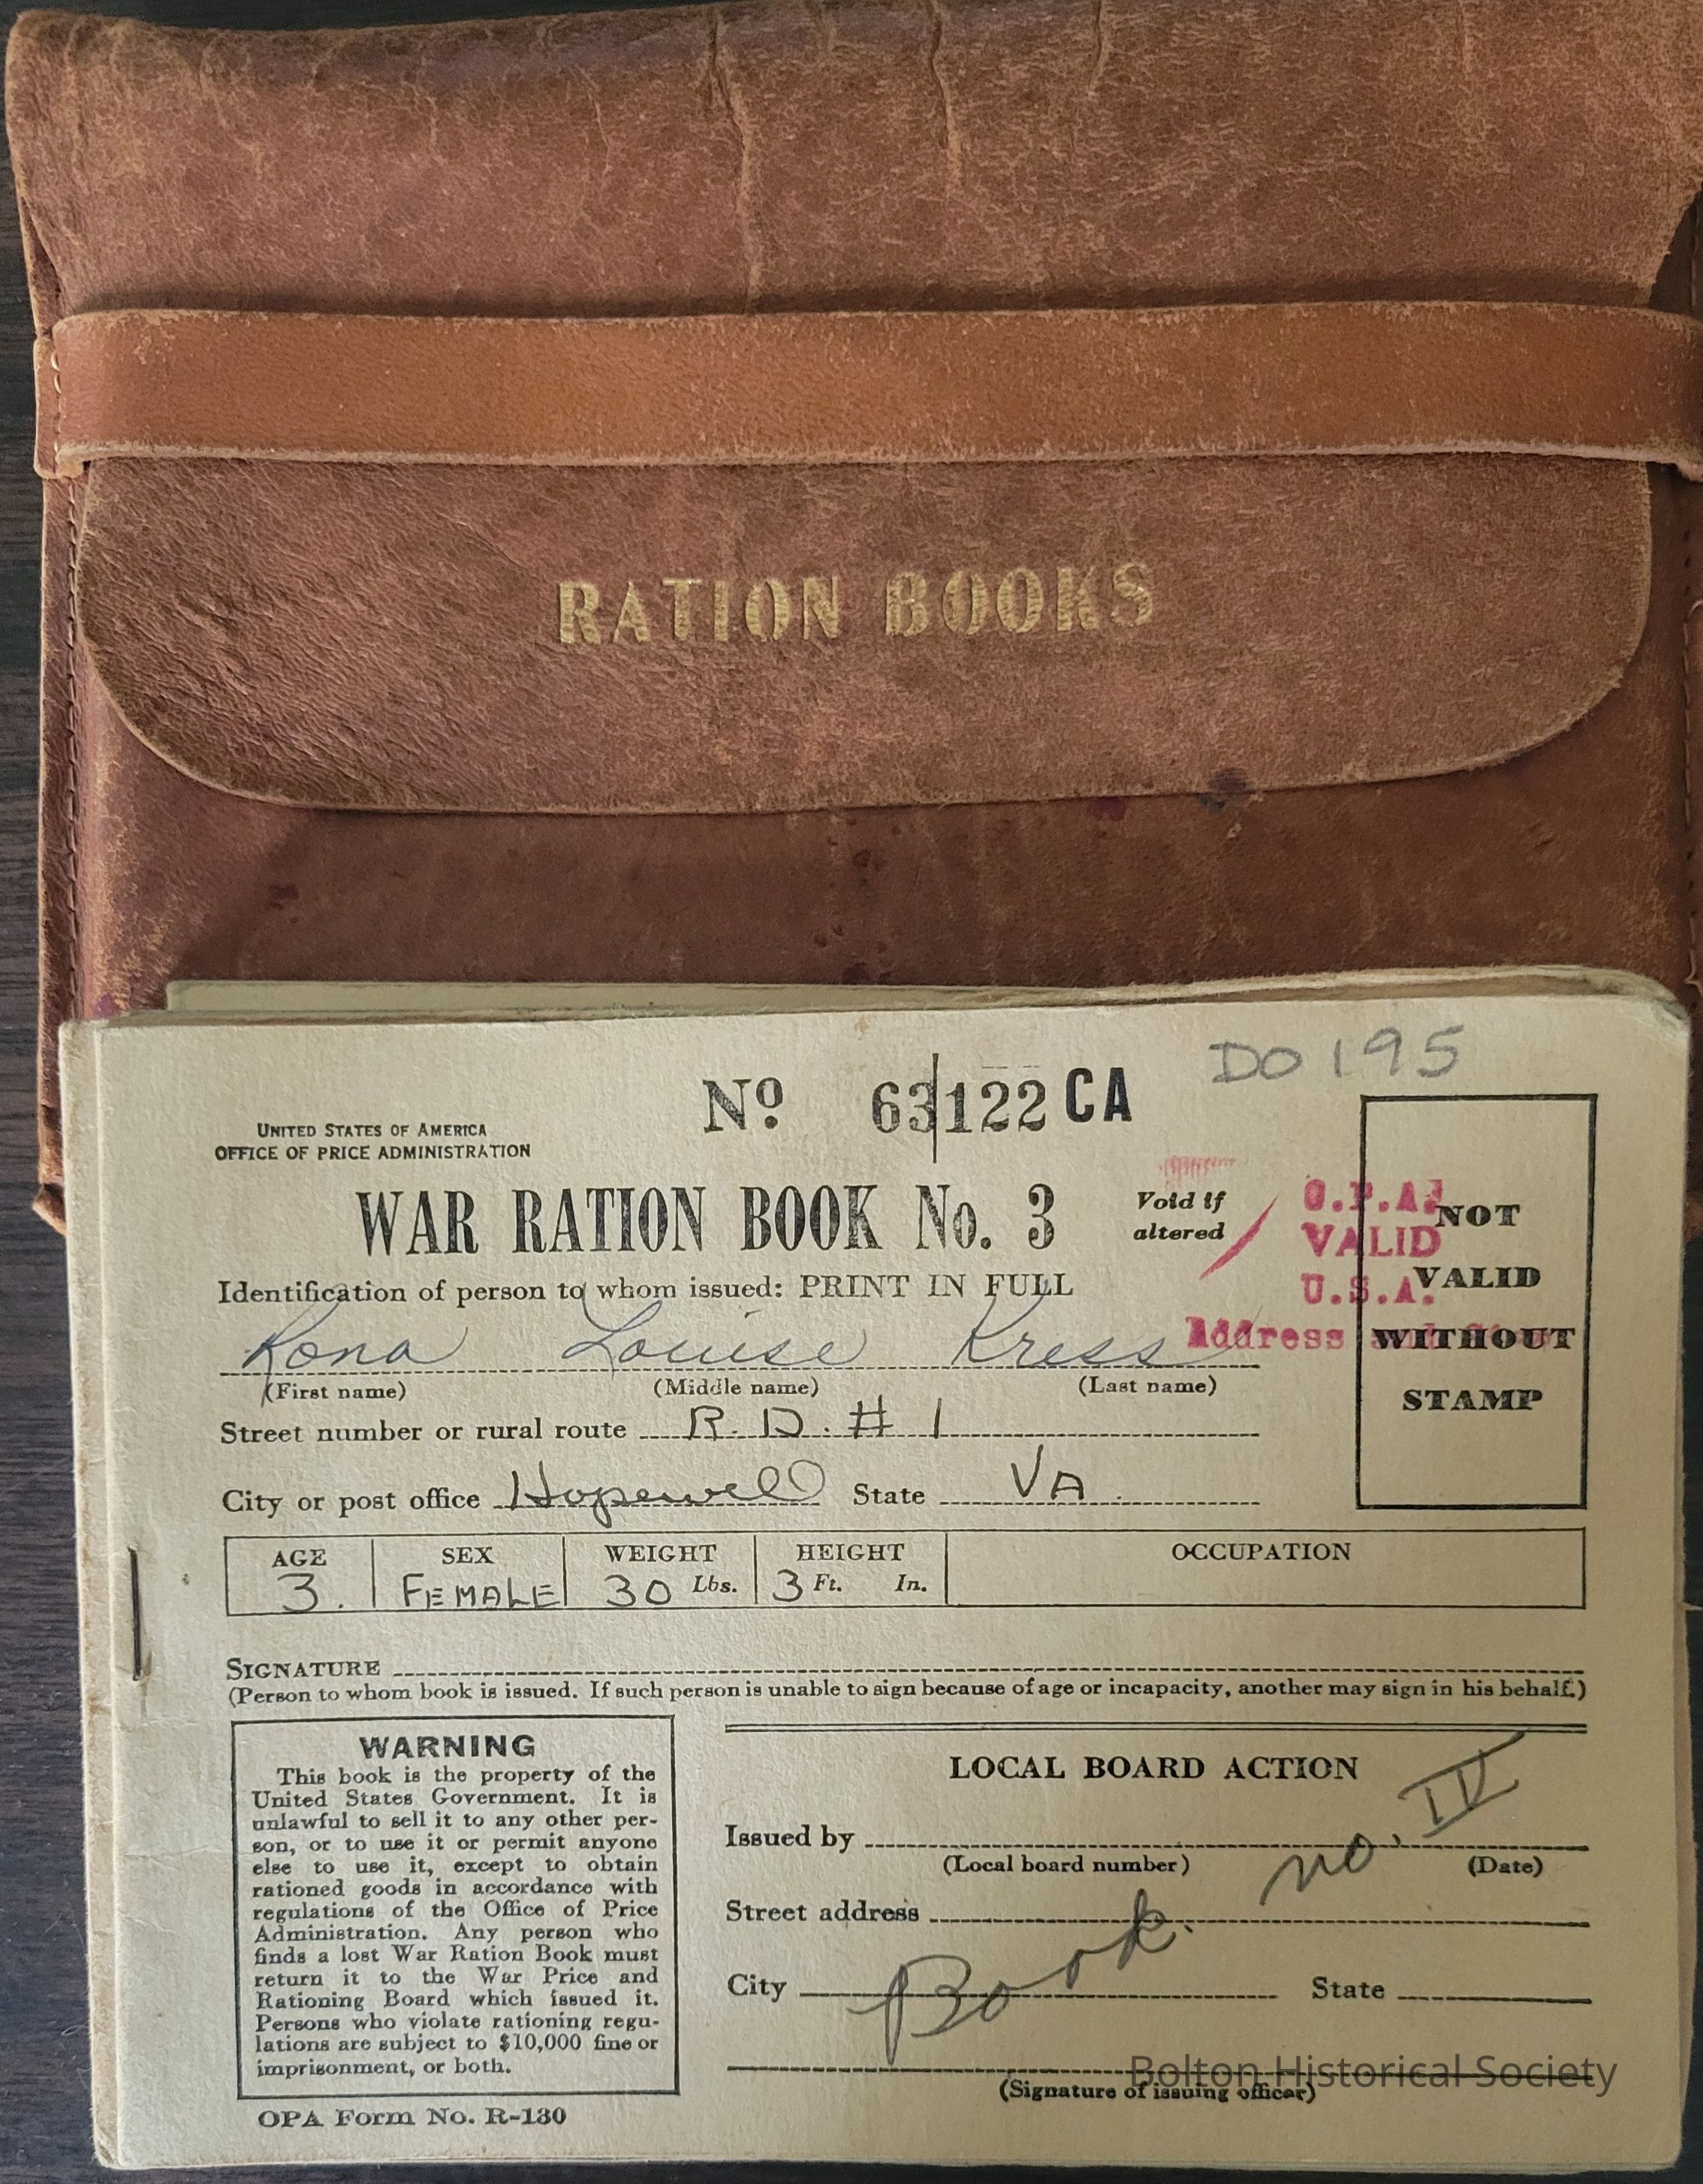 RATION BOOKS
DO 195
Nº 63122 CA
UNITED STATES OF AMERICA
OFFICE OF PRICE ADMINISTRATION
WAR RATION BOOK No. 3
Void if
altered
O.P.A.
VALID
U.S.A.
Address
NOT
VALID
WITHOUT
STAMP
Identification of person to whom issued: PRINT IN FULL
Rona Louise Kress
(First name) (Middle name) (Last name)
Street number or rural route R. D. # 1
City or post office Hopewell State VA.
AGE SEX WEIGHT HEIGHT OCCUPATION
3. FEMALE 30 Lbs. 3 Ft. In.
SIGNATURE
(Person to whom book is issued. If such person is unable to sign because of age or incapacity, another may sign in his behalf.)
WARNING
This book is the property of the
United States Government. It is
unlawful to sell it to any other per-
son, or to use it or permit anyone
else to use it, except to obtain
rationed goods in accordance with
regulations of the Office of Price
Administration. Any person who
finds a lost War Ration Book must
return it to the War Price and
Rationing Board which issued it.
Persons who violate rationing regu-
lations are subject to $10,000 fine or
imprisonment, or both.
LOCAL BOARD ACTION
Issued by
(Local board number) (Date)
Street address
City State
(Signature of issuing officer)
Book no. IV
OPA Form No. R-130
Bolton Historical Society